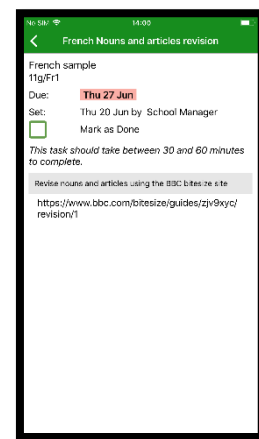 No SIM 14:00
French Nouns and articles revision
French sample
11g/Fr1
Due: Thu 27 Jun
Set: Thu 20 Jun by School Manager
Mark as Done
This task should take between 30 and 60 minutes
to complete.
Revise nouns and articles using the BBC bitesize site
https://www.bbc.com/bitesize/guides/zjv9xyc/
revision/1